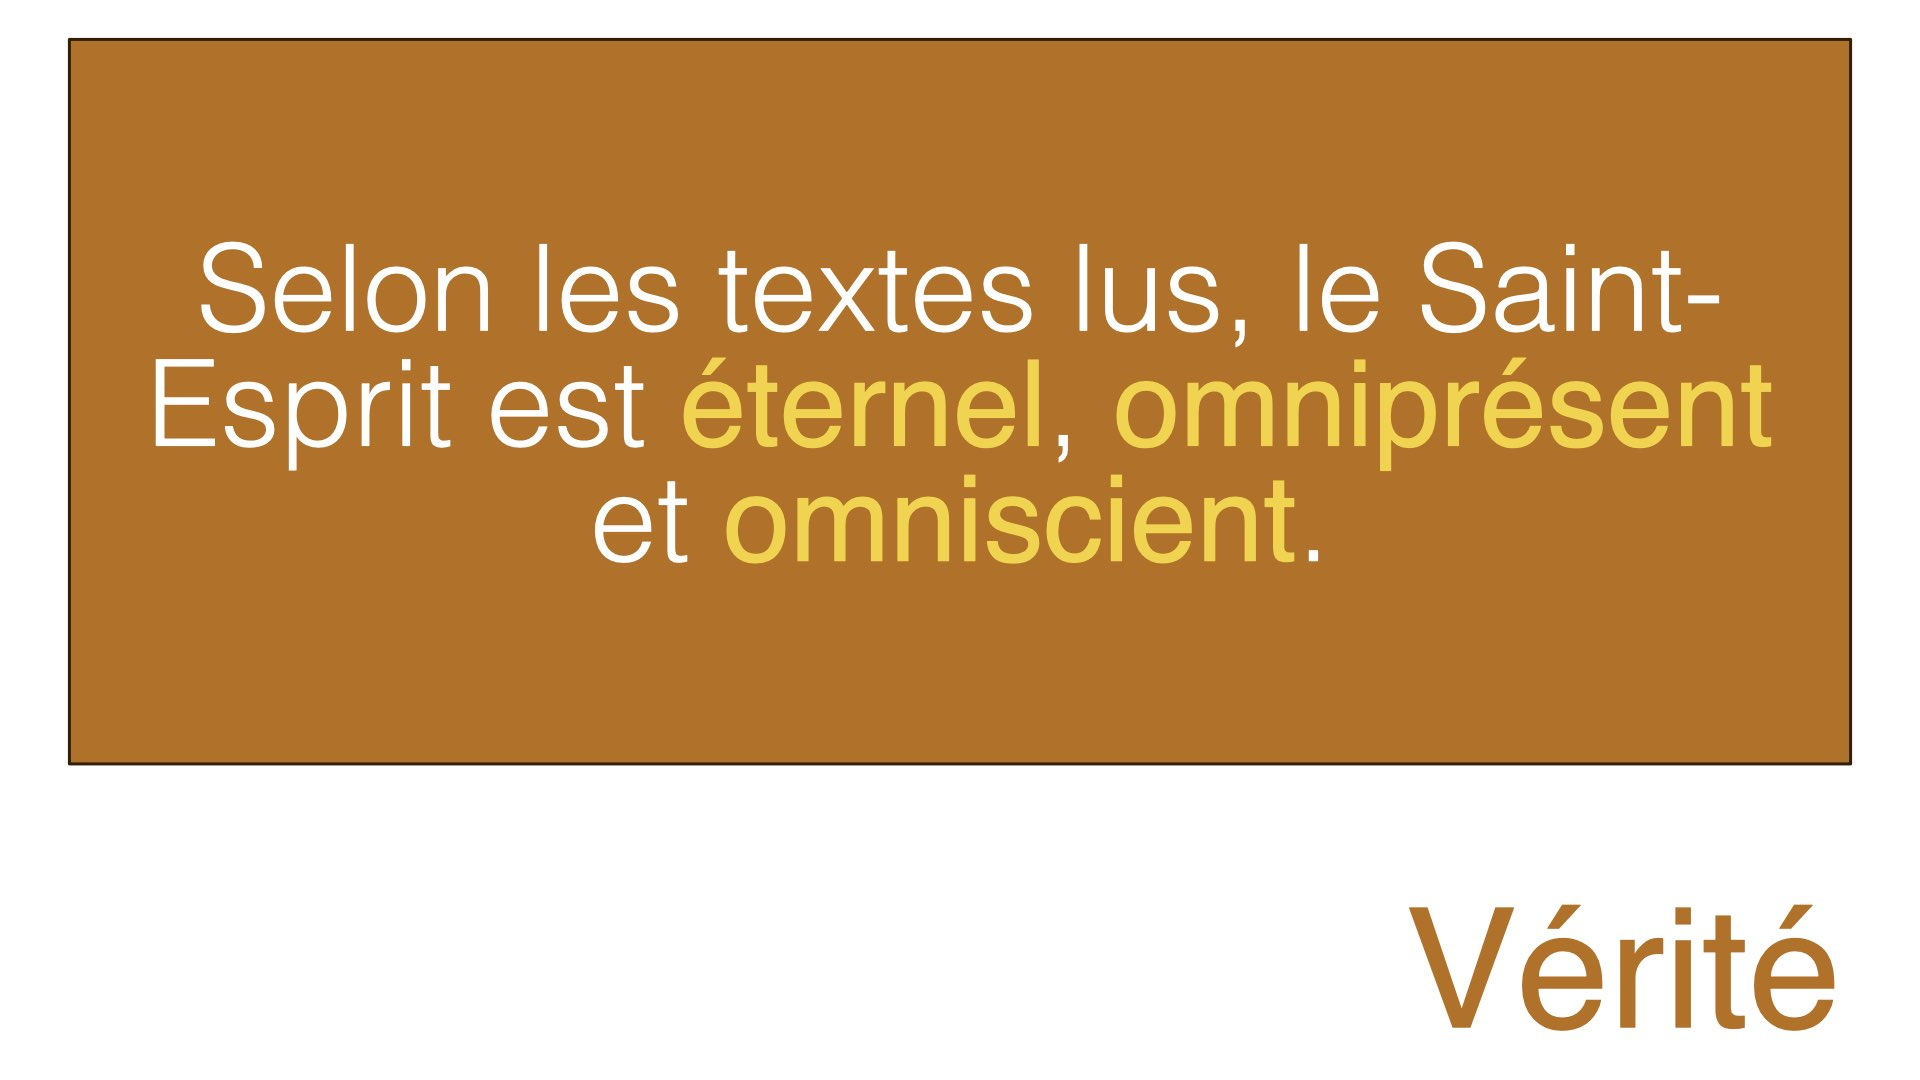 Selon les textes lus, le Saint-
Esprit est éternel, omniprésent
et omniscient.
Vérité